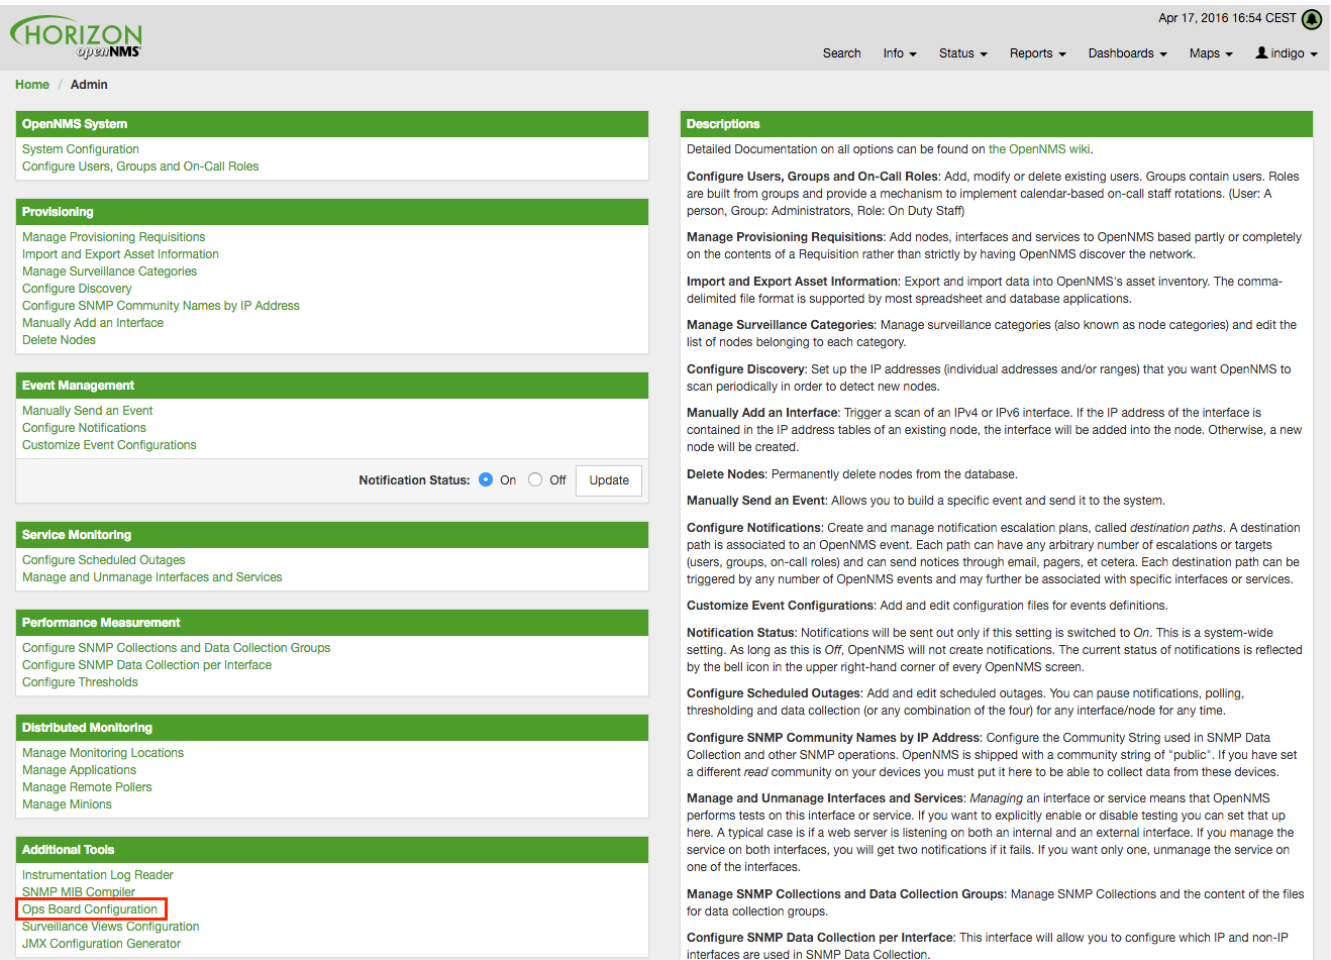 Apr 17, 2016 16:54 CEST
HORIZON
openNMS
Search Info Status Reports Dashboards Maps indigo
Home / Admin
OpenNMS System
System Configuration
Configure Users, Groups and On-Call Roles
Provisioning
Manage Provisioning Requisitions
Import and Export Asset Information
Manage Surveillance Categories
Configure Discovery
Configure SNMP Community Names by IP Address
Manually Add an Interface
Delete Nodes
Event Management
Manually Send an Event
Configure Notifications
Customize Event Configurations
Notification Status: On Off Update
Service Monitoring
Configure Scheduled Outages
Manage and Unmanage Interfaces and Services
Performance Measurement
Configure SNMP Collections and Data Collection Groups
Configure SNMP Data Collection per Interface
Configure Thresholds
Distributed Monitoring
Manage Monitoring Locations
Manage Applications
Manage Remote Pollers
Manage Minions
Additional Tools
Instrumentation Log Reader
SNMP MIB Compiler
Ops Board Configuration
Surveillance Views Configuration
JMX Configuration Generator
Descriptions
Detailed Documentation on all options can be found on the OpenNMS wiki.
Configure Users, Groups and On-Call Roles: Add, modify or delete existing users. Groups contain users. Roles
are built from groups and provide a mechanism to implement calendar-based on-call staff rotations. (User: A
person, Group: Administrators, Role: On Duty Staff)
Manage Provisioning Requisitions: Add nodes, interfaces and services to OpenNMS based partly or completely
on the contents of a Requisition rather than strictly by having OpenNMS discover the network.
Import and Export Asset Information: Export and import data into OpenNMS's asset inventory. The comma-
delimited file format is supported by most spreadsheet and database applications.
Manage Surveillance Categories: Manage surveillance categories (also known as node categories) and edit the
list of nodes belonging to each category.
Configure Discovery: Set up the IP addresses (individual addresses and/or ranges) that you want OpenNMS to
scan periodically in order to detect new nodes.
Manually Add an Interface: Trigger a scan of an IPv4 or IPv6 interface. If the IP address of the interface is
contained in the IP address tables of an existing node, the interface will be added into the node. Otherwise, a new
node will be created.
Delete Nodes: Permanently delete nodes from the database.
Manually Send an Event: Allows you to build a specific event and send it to the system.
Configure Notifications: Create and manage notification escalation plans, called destination paths. A destination
path is associated to an OpenNMS event. Each path can have any arbitrary number of escalations or targets
(users, groups, on-call roles) and can send notices through email, pagers, et cetera. Each destination path can be
triggered by any number of OpenNMS events and may further be associated with specific interfaces or services.
Customize Event Configurations: Add and edit configuration files for events definitions.
Notification Status: Notifications will be sent out only if this setting is switched to On. This is a system-wide
setting. As long as this is Off, OpenNMS will not create notifications. The current status of notifications is reflected
by the bell icon in the upper right-hand corner of every OpenNMS screen.
Configure Scheduled Outages: Add and edit scheduled outages. You can pause notifications, polling,
thresholding and data collection (or any combination of the four) for any interface/node for any time.
Configure SNMP Community Names by IP Address: Configure the Community String used in SNMP Data
Collection and other SNMP operations. OpenNMS is shipped with a community string of "public". If you have set
a different read community on your devices you must put it here to be able to collect data from these devices.
Manage and Unmanage Interfaces and Services: Managing an interface or service means that OpenNMS
performs tests on this interface or service. If you want to explicitly enable or disable testing you can set that up
here. A typical case is if a web server is listening on both an internal and an external interface. If you manage the
service on both interfaces, you will get two notifications if it fails. If you want only one, unmanage the service on
one of the interfaces.
Manage SNMP Collections and Data Collection Groups: Manage SNMP Collections and the content of the files
for data collection groups.
Configure SNMP Data Collection per Interface: This interface will allow you to configure which IP and non-IP
interfaces are used in SNMP Data Collection.